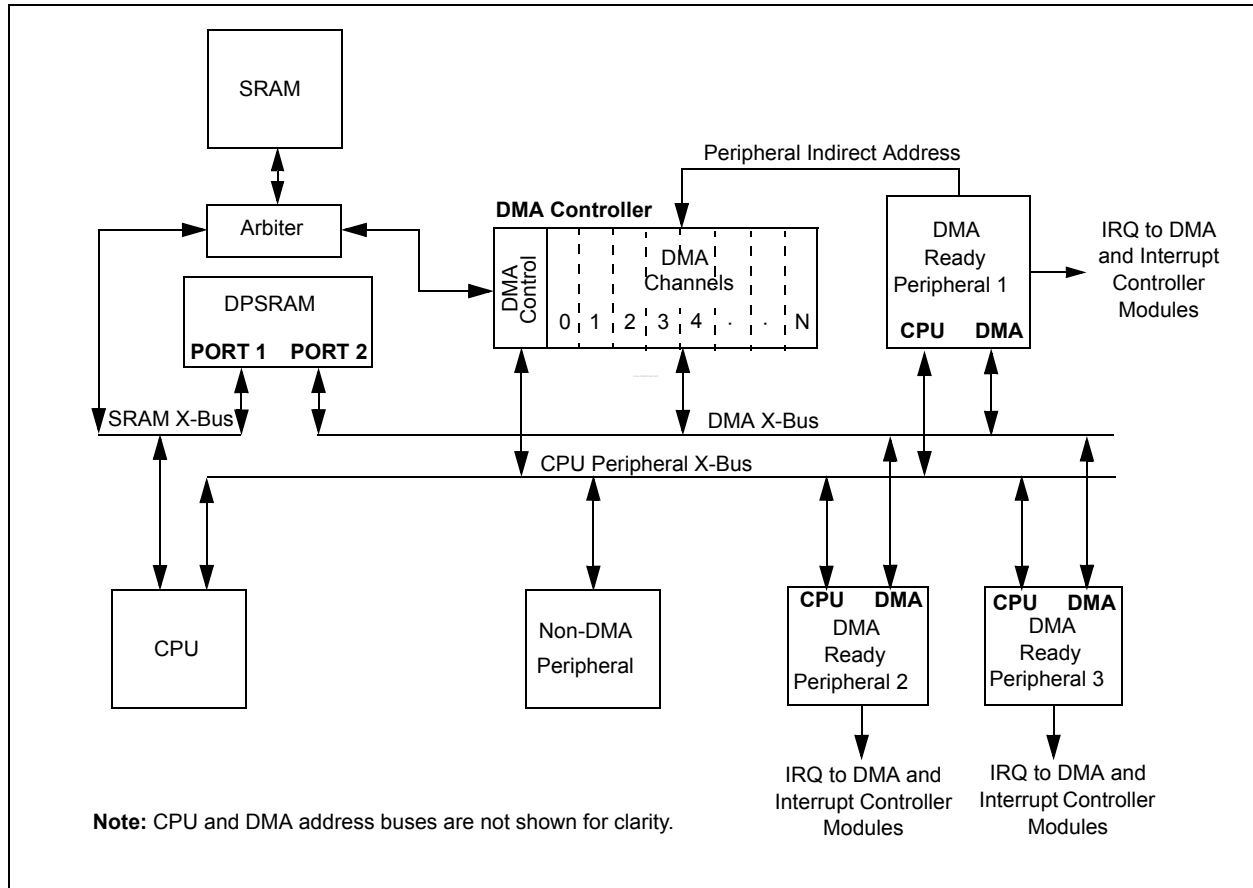 SRAM
Peripheral Indirect Address
DMA Controller
Arbiter
DMA
Control
DMA
Channels
0 1 2 3 4 . . N
DMA
Ready
Peripheral 1
CPU DMA
IRQ to DMA
and Interrupt
Controller
Modules
DPSRAM
PORT 1 PORT 2
SRAM X-Bus
DMA X-Bus
CPU Peripheral X-Bus
CPU
Non-DMA
Peripheral
CPU DMA
DMA
Ready
Peripheral 2
CPU DMA
DMA
Ready
Peripheral 3
IRQ to DMA and
Interrupt Controller
Modules
IRQ to DMA and
Interrupt Controller
Modules
Note: CPU and DMA address buses are not shown for clarity.